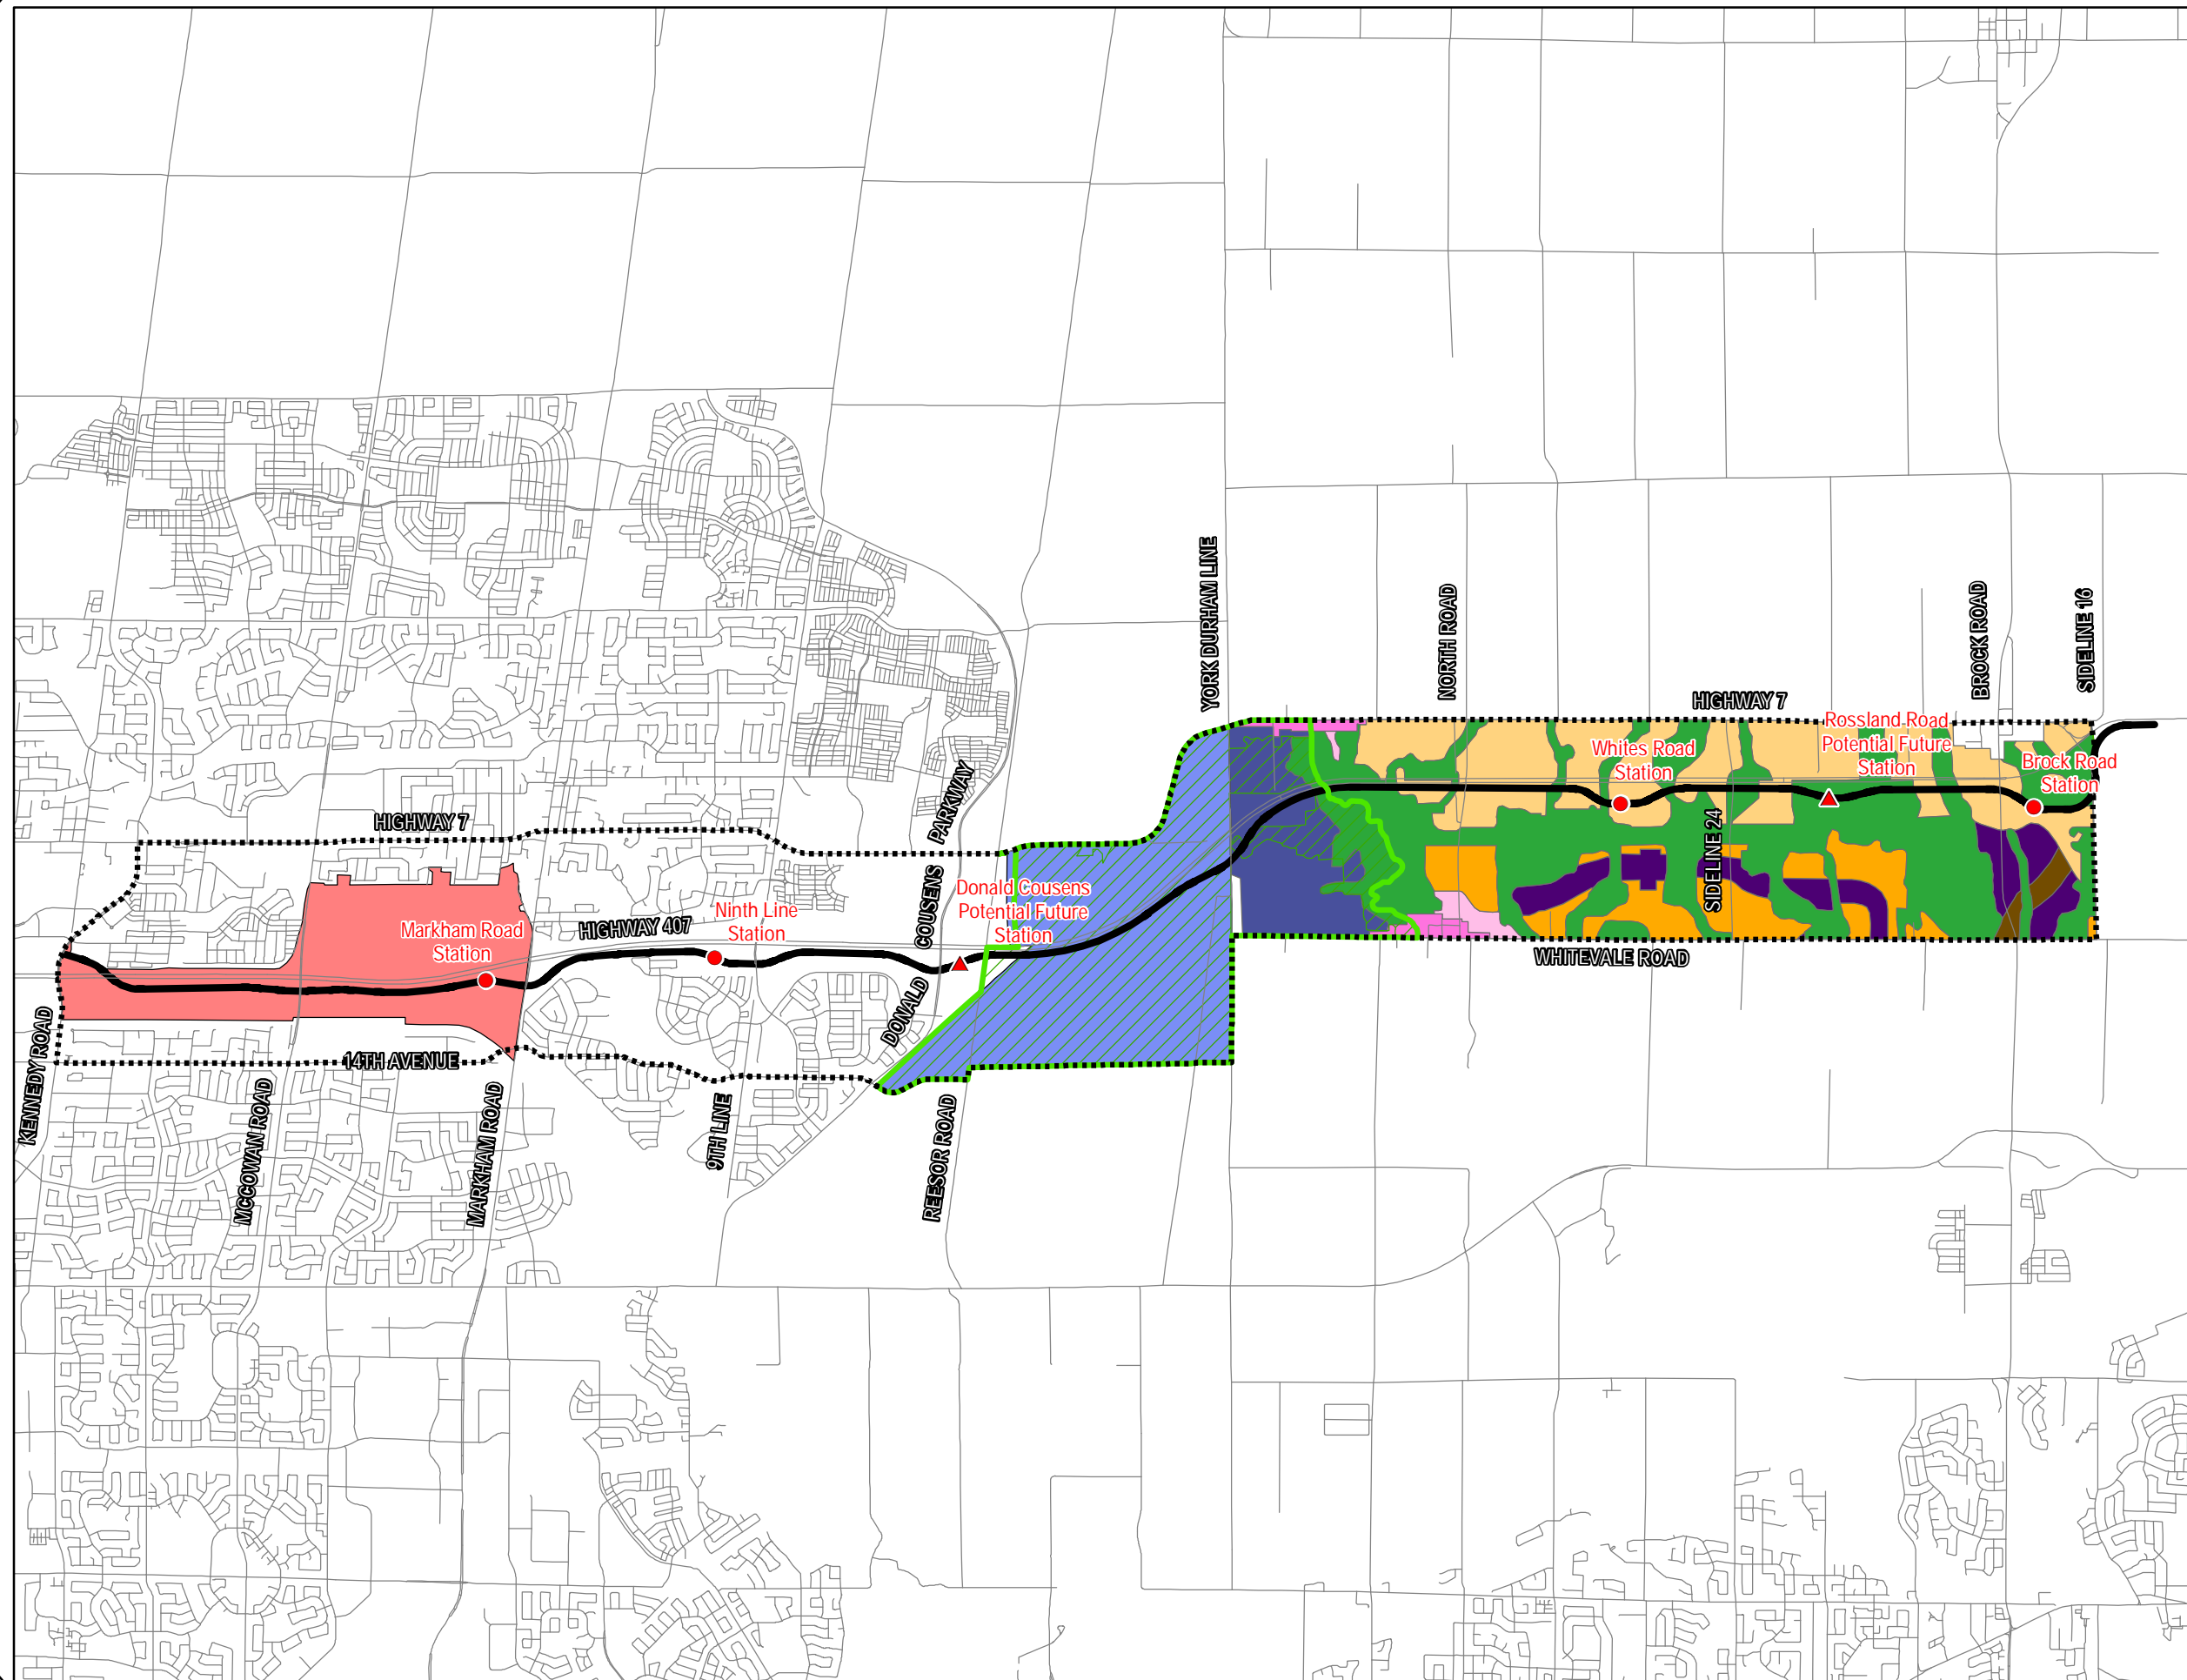 YORK DURHAM LINE
NORTH ROAD
BROCK ROAD
SIDELINE 16
HIGHWAY 7
Rossland Road
Potential Future
Station
Whites Road
Station
Brock Road
Station
HIGHWAY 7
PARKWAY
COUSENS
DONALD
SIDELINE 24
Donald Cousens
Potential Future
Station
Ninth Line
Station
HIGHWAY 407
Markham Road
Station
WHITEVALE ROAD
14TH AVENUE
KENNEDY ROAD
MCCOWAN ROAD
MARKHAM ROAD
9TH LINE
REESOR ROAD